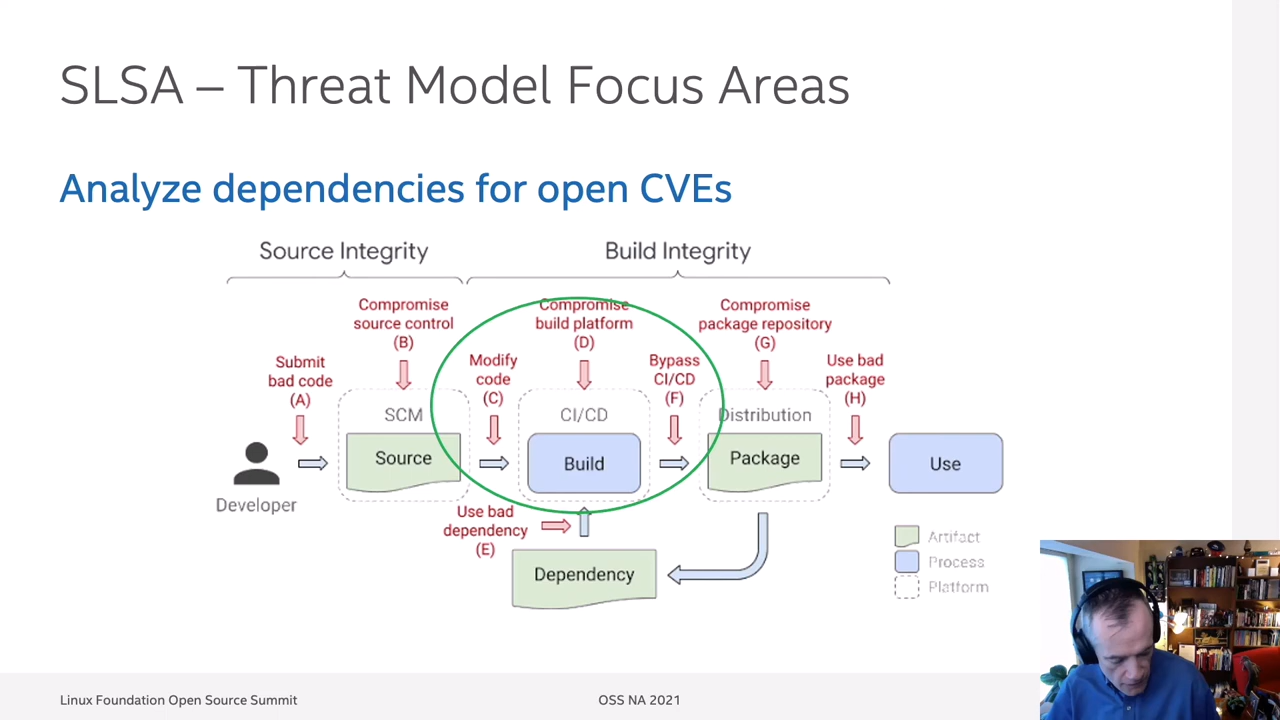 SLSA – Threat Model Focus Areas
Analyze dependencies for open CVEs
Source Integrity
Build Integrity
Submit
bad code
(A)
Compromise
source control
(B)
Modify
code
(C)
Compromise
build platform
(D)
Bypass
CI/CD
(F)
Compromise
package repository
(G)
Use bad
package
(H)
SCM
CI/CD
Distribution
Source
Build
Package
Use
Developer
Use bad
dependency
(E)
Dependency
Artifact
Process
Platform
Linux Foundation Open Source Summit
OSS NA 2021